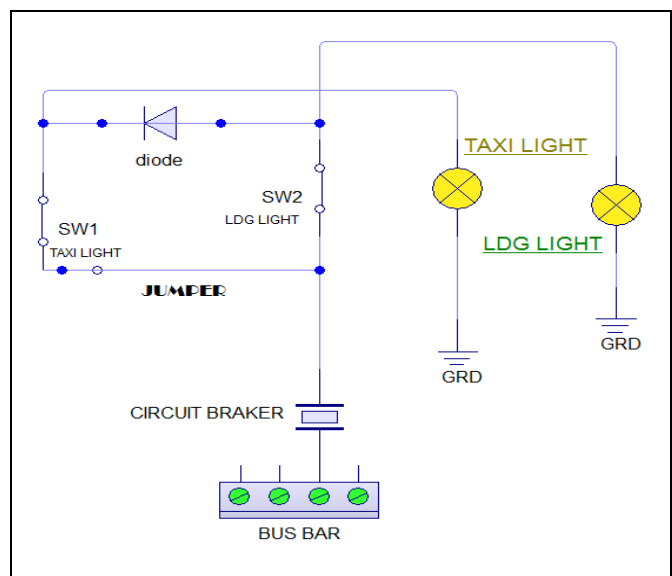 TAXI LIGHT
diode
SW2
LDG LIGHT
SW1
TAXI LIGHT
LDG LIGHT
JUMPER
GRD
GRD
CIRCUIT BRAKER
BUS BAR